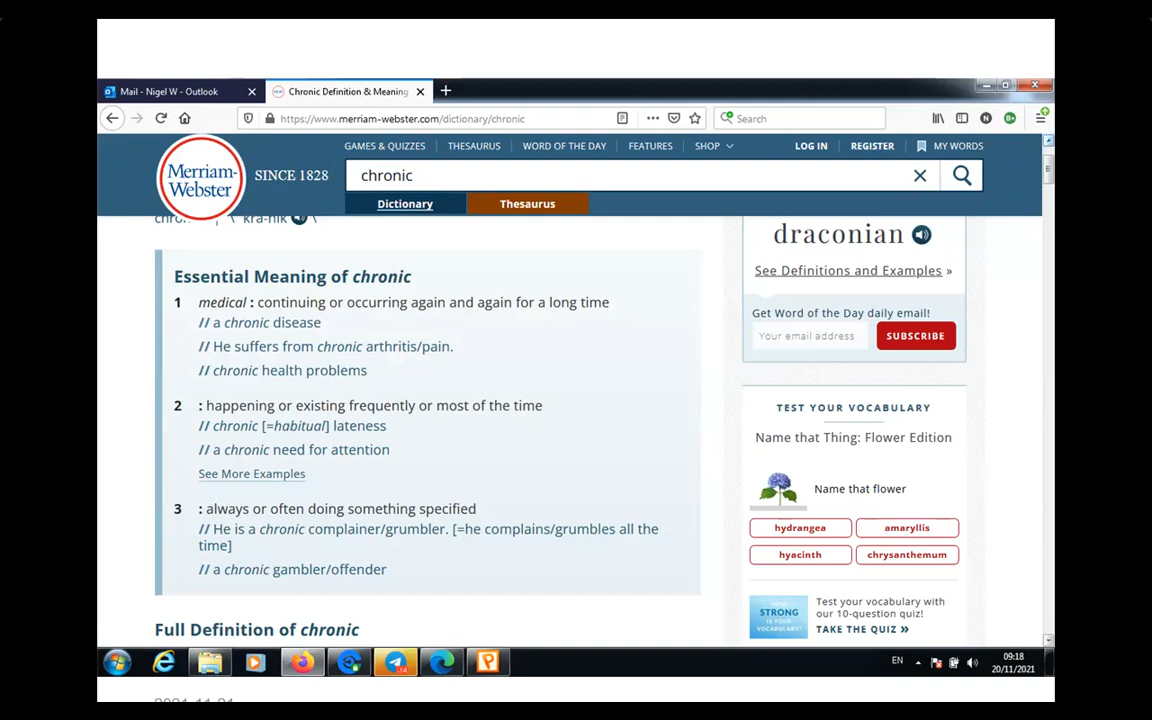 Mail - Nigel W - Outlook
Chronic Definition & Meaning
https://www.merriam-webster.com/dictionary/chronic
Search
GAMES & QUIZZES THESAURUS WORD OF THE DAY FEATURES SHOP LOG IN REGISTER MY WORDS
Merriam-
Webster
SINCE 1828
chronic
Dictionary Thesaurus
Essential Meaning of chronic
1 medical : continuing or occurring again and again for a long time
// a chronic disease
// He suffers from chronic arthritis/pain.
// chronic health problems
2 : happening or existing frequently or most of the time
// chronic [=habitual] lateness
// a chronic need for attention
See More Examples
3 : always or often doing something specified
// He is a chronic complainer/grumbler. [=he complains/grumbles all the
time]
// a chronic gambler/offender
Full Definition of chronic
draconian
See Definitions and Examples »
Get Word of the Day daily email!
Your email address SUBSCRIBE
TEST YOUR VOCABULARY
Name that Thing: Flower Edition
Name that flower
hydrangea amaryllis
hyacinth chrysanthemum
STRONG
IS YOUR
VOCABULARY?
Test your vocabulary with
our 10-question quiz!
TAKE THE QUIZ »
EN
09:18
20/11/2021